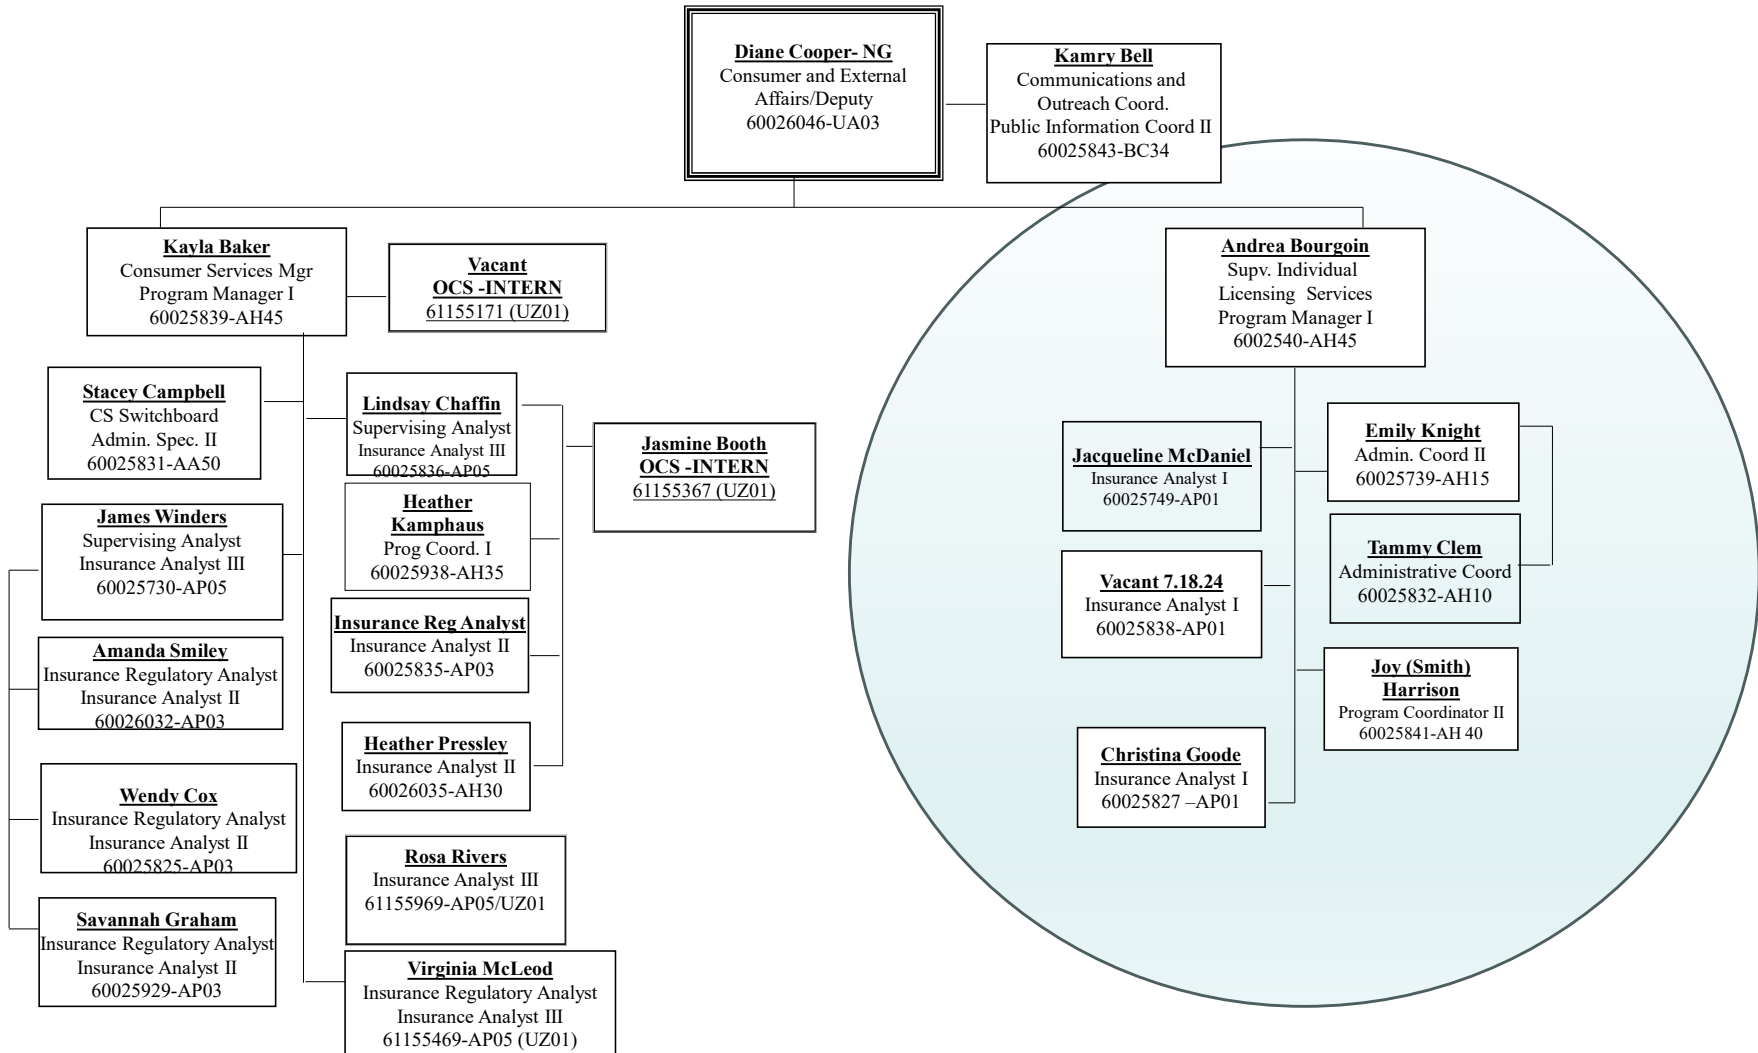 Diane Cooper- NG
Consumer and External
Affairs/Deputy
60026046-UA03
Kamry Bell
Communications and
Outreach Coord.
Public Information Coord II
60025843-BC34
Kayla Baker
Consumer Services Mgr
Program Manager I
60025839-AH45
Vacant
OCS -INTERN
61155171 (UZ01)
Andrea Bourgoin
Supv. Individual
Licensing Services
Program Manager I
6002540-AH45
Stacey Campbell
CS Switchboard
Admin. Spec. II
60025831-AA50
Lindsay Chaffin
Supervising Analyst
Insurance Analyst III
60025836-AP05
Jasmine Booth
OCS -INTERN
61155367 (UZ01)
Heather
Kamphaus
Prog Coord. I
60025938-AH35
James Winders
Supervising Analyst
Insurance Analyst III
60025730-AP05
Insurance Reg Analyst
Insurance Analyst II
60025835-AP03
Amanda Smiley
Insurance Regulatory Analyst
Insurance Analyst II
60026032-AP03
Heather Pressley
Insurance Analyst II
60026035-AH30
Wendy Cox
Insurance Regulatory Analyst
Insurance Analyst II
60025825-AP03
Rosa Rivers
Insurance Analyst III
61155969-AP05/UZ01
Savannah Graham
Insurance Regulatory Analyst
Insurance Analyst II
60025929-AP03
Virginia McLeod
Insurance Regulatory Analyst
Insurance Analyst III
61155469-AP05 (UZ01)
Jacqueline McDaniel
Insurance Analyst I
60025749-AP01
Emily Knight
Admin. Coord II
60025739-AH15
Tammy Clem
Administrative Coord
60025832-AH10
Vacant 7.18.24
Insurance Analyst I
60025838-AP01
Joy (Smith)
Harrison
Program Coordinator II
60025841-AH 40
Christina Goode
Insurance Analyst I
60025827 –AP01